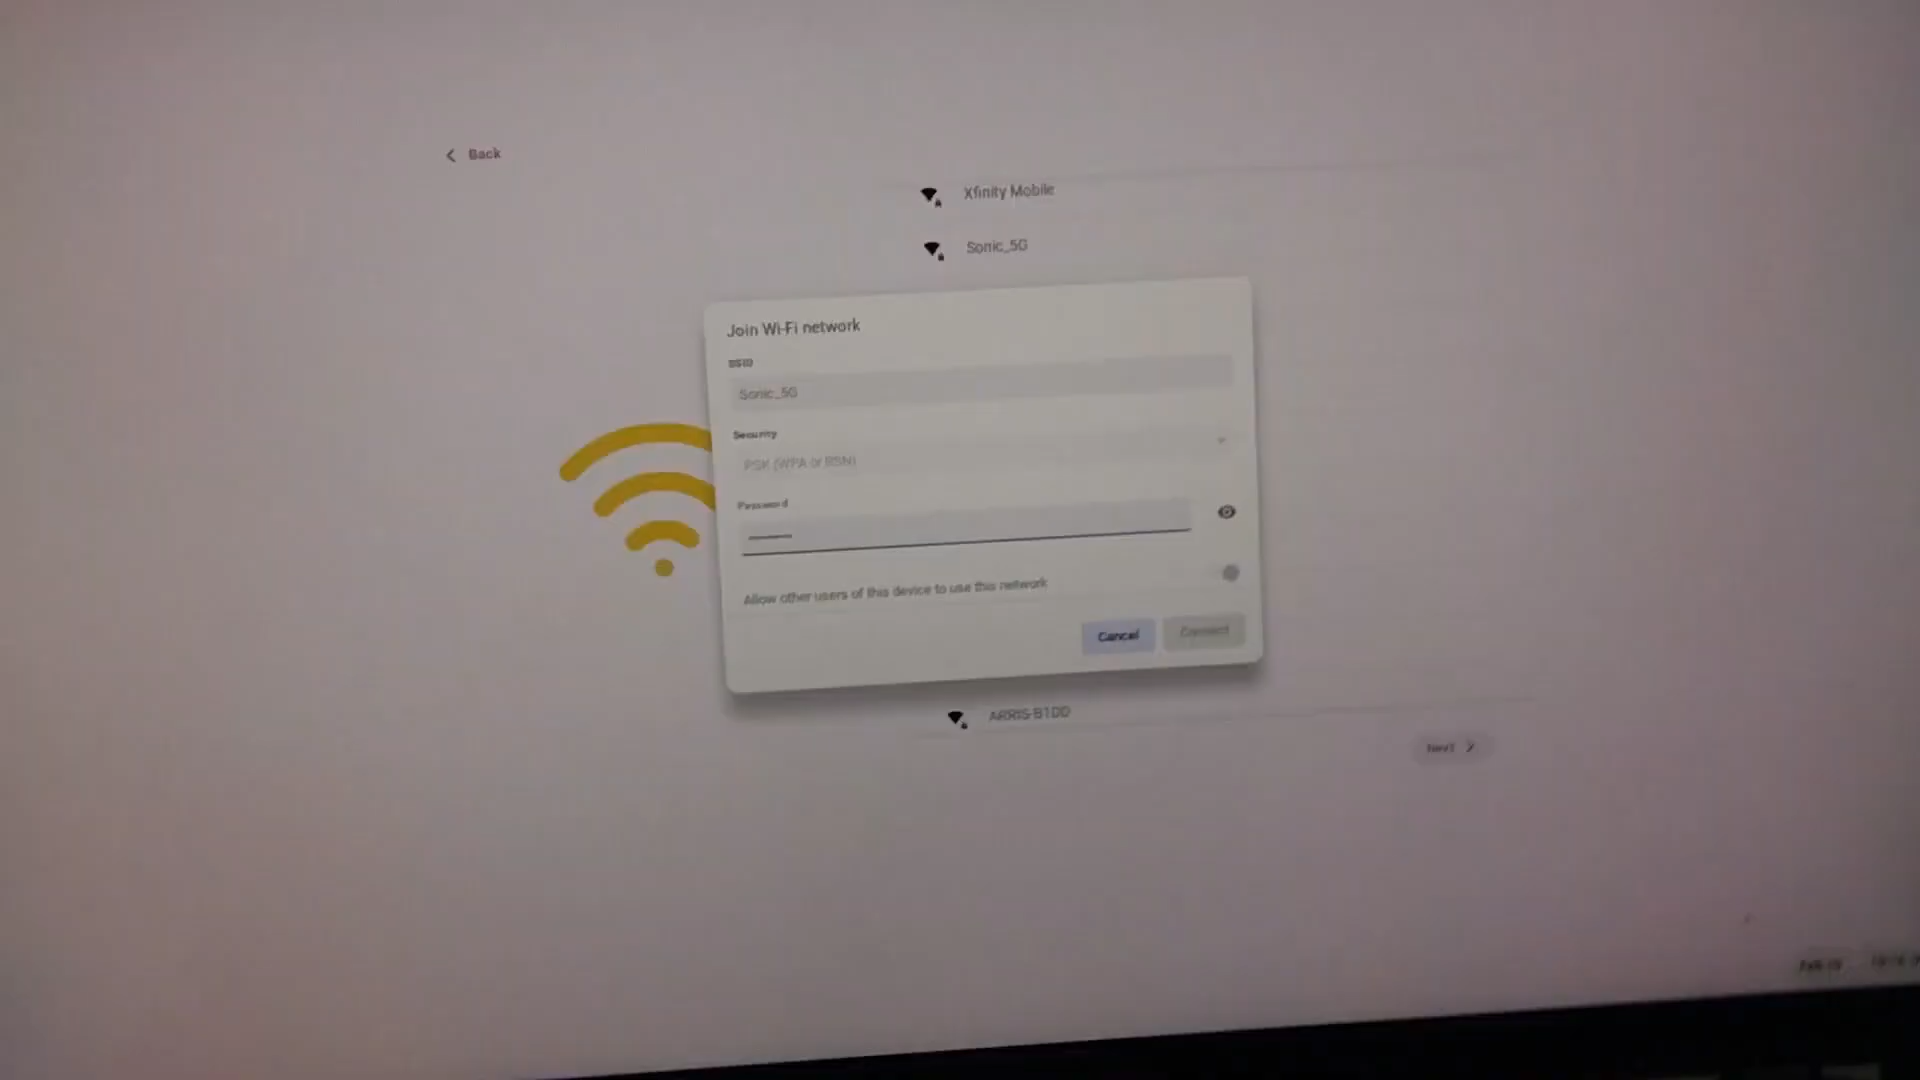 Back
Xfinity Mobile
Sonic_5G
Join Wi-Fi network
SSID
Sonic_5G
Security
PSK (WPA or RSN)
Password
Allow other users of this device to use this network
Cancel
Connect
ARRIS-B1DD
Next